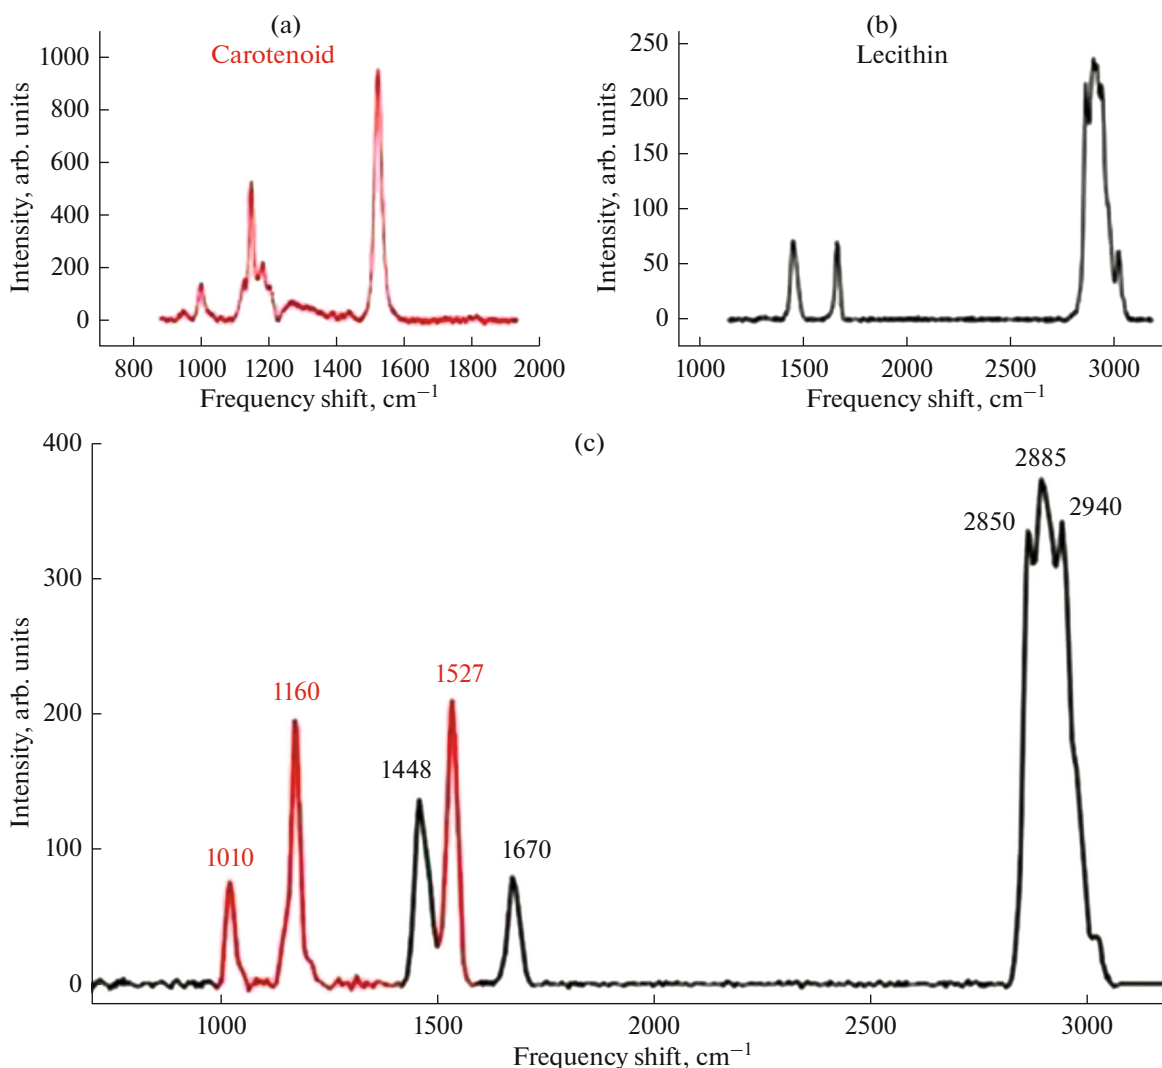 (a)
Carotenoid
Intensity, arb. units
1000
800
600
400
200
0
800 1000 1200 1400 1600 1800 2000
Frequency shift, cm⁻¹
(b)
Lecithin
Intensity, arb. units
250
200
150
100
50
0
1000 1500 2000 2500 3000
Frequency shift, cm⁻¹
(c)
Intensity, arb. units
400
300
200
100
0
1010
1160
1448
1527
1670
2850
2885
2940
1000 1500 2000 2500 3000
Frequency shift, cm⁻¹